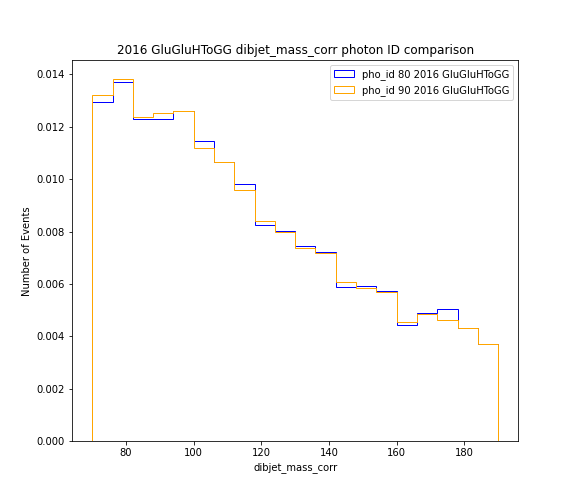 2016 GluGluHToGG dibjet_mass_corr photon ID comparison
pho_id 80 2016 GluGluHToGG
pho_id 90 2016 GluGluHToGG
Number of Events
0.014
0.012
0.010
0.008
0.006
0.004
0.002
0.000
80 100 120 140 160 180
dibjet_mass_corr